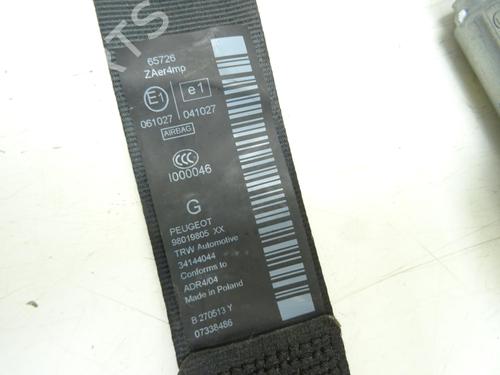 65726
ZAer4mp
E1 e1
061027 041027
AIRBAG
CCC
I000046
G
PEUGEOT
98019805 XX
TRW Automotive
34144044
Conforms to
ADR4/04
Made in Poland
B 270513 Y
07338486